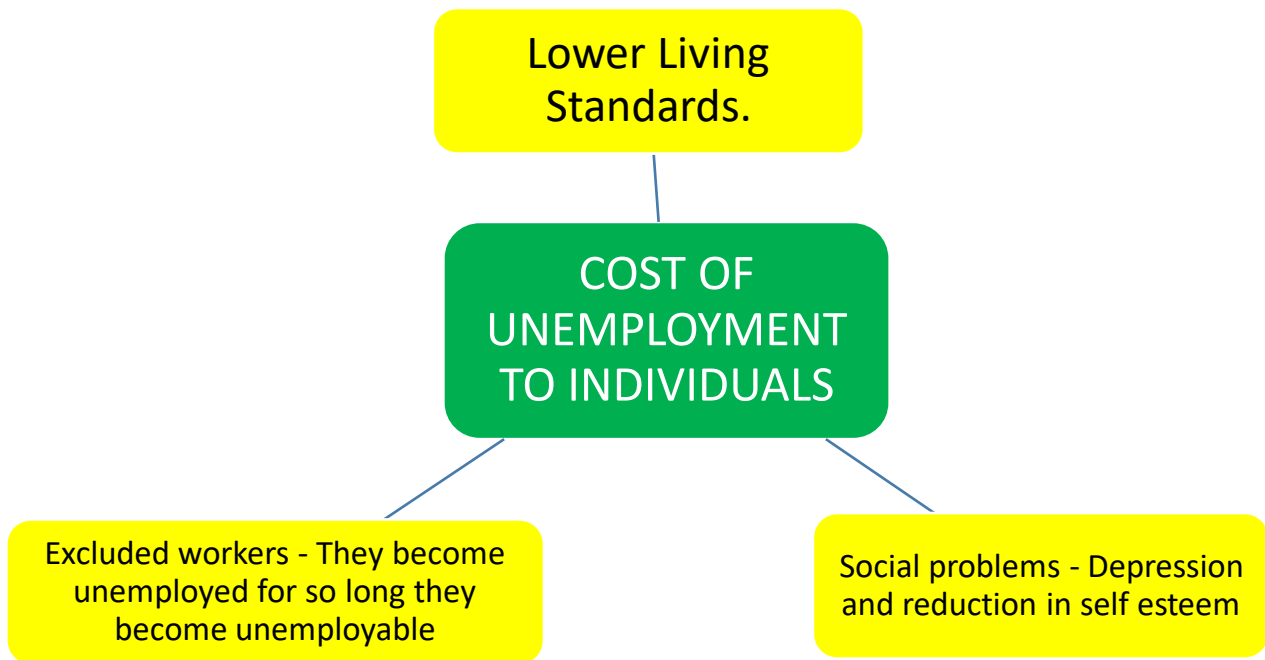 Lower Living
Standards.
COST OF
UNEMPLOYMENT
TO INDIVIDUALS
Excluded workers - They become
unemployed for so long they
become unemployable
Social problems - Depression
and reduction in self esteem